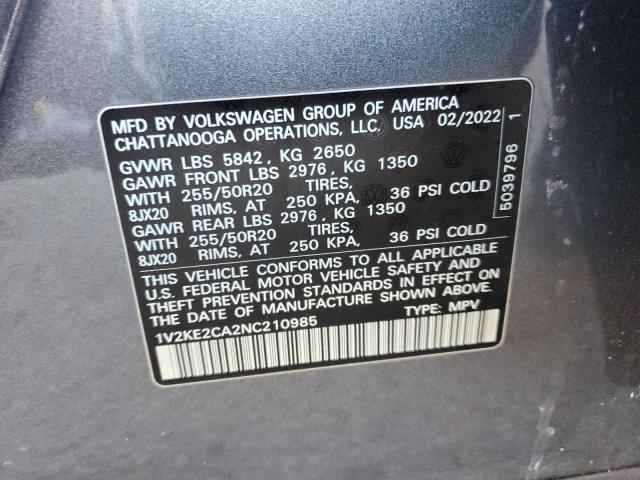 MFD BY VOLKSWAGEN GROUP OF AMERICA
CHATTANOOGA OPERATIONS, LLC. USA 02/2022
GVWR LBS 5842, KG 2650
GAWR FRONT LBS 2976, KG 1350
WITH 255/50R20 TIRES,
8JX20 RIMS, AT 250 KPA, 36 PSI COLD
GAWR REAR LBS 2976, KG 1350
WITH 255/50R20 TIRES,
8JX20 RIMS, AT 250 KPA, 36 PSI COLD
THIS VEHICLE CONFORMS TO ALL APPLICABLE
U.S. FEDERAL MOTOR VEHICLE SAFETY AND
THEFT PREVENTION STANDARDS IN EFFECT ON
THE DATE OF MANUFACTURE SHOWN ABOVE.
1V2KE2CA2NC210985 TYPE: MPV
5039796 1